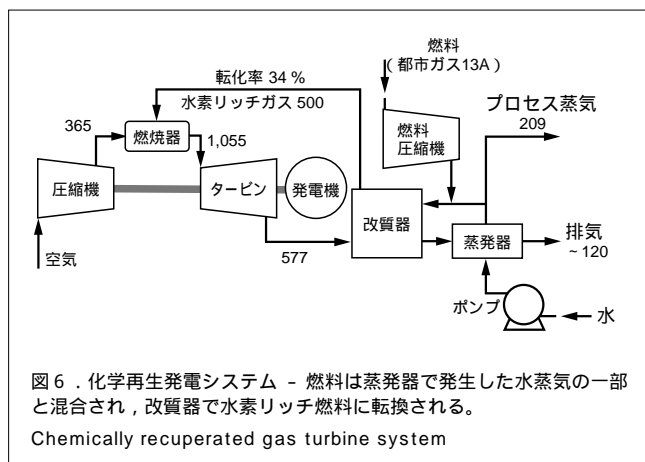 燃料
(都市ガス13A)
転化率 34 %
水素リッチガス 500
プロセス蒸気
209
365
燃焼器
1,055
燃料
圧縮機
圧縮機
タービン
発電機
改質器
蒸発器
排気
~120
空気
577
ポンプ
水
図6．化学再生発電システム － 燃料は蒸発器で発生した水蒸気の一部
と混合され，改質器で水素リッチ燃料に転換される。
Chemically recuperated gas turbine system